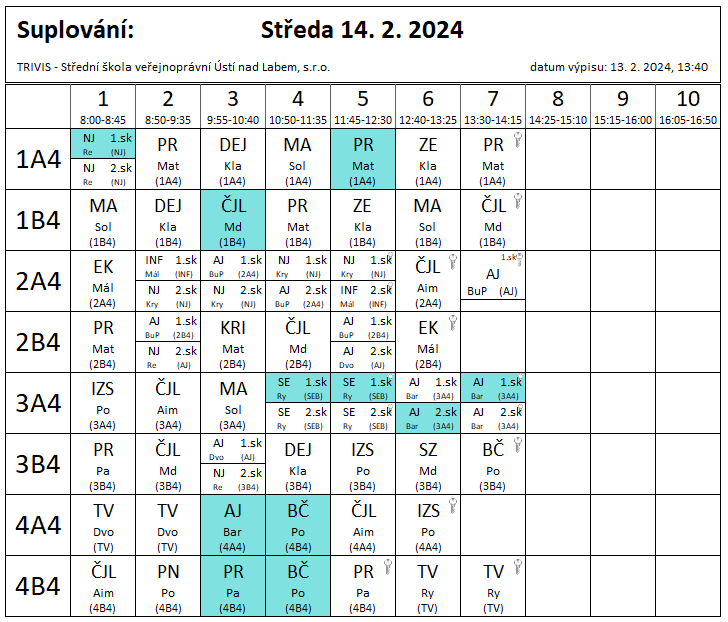 Suplování: Středa 14. 2. 2024
TRIVIS - Střední škola veřejnoprávní Ústí nad Labem, s.r.o. datum výpisu: 13. 2. 2024, 13:40
1 2 3 4 5 6 7 8 9 10
8:00-8:45 8:50-9:35 9:55-10:40 10:50-11:35 11:45-12:30 12:40-13:25 13:30-14:15 14:25-15:10 15:15-16:00 16:05-16:50
1A4
NJ 1.sk
Re (NJ)
NJ 2.sk
Re (NJ)
PR
Mat
(1A4)
DEJ
Kla
(1A4)
MA
Sol
(1A4)
PR
Mat
(1A4)
ZE
Kla
(1A4)
PR
Mat
(1A4)
1B4
MA
Sol
(1B4)
DEJ
Kla
(1B4)
ČJL
Md
(1B4)
PR
Mat
(1B4)
ZE
Kla
(1B4)
MA
Sol
(1B4)
ČJL
Md
(1B4)
2A4
EK
Mál
(2A4)
INF 1.sk
Mál (INF)
NJ 2.sk
Kry (NJ)
AJ 1.sk
BuP (2A4)
NJ 2.sk
Kry (NJ)
NJ 1.sk
Kry (NJ)
AJ 2.sk
BuP (2A4)
NJ 1.sk
Kry (NJ)
INF 2.sk
Mál (INF)
ČJL
Aim
(2A4)
1.sk
AJ
BuP (AJ)
2B4
PR
Mat
(2B4)
AJ 1.sk
BuP (2B4)
NJ 2.sk
Re (AJ)
KRI
Mat
(2B4)
ČJL
Md
(2B4)
AJ 1.sk
BuP (2B4)
AJ 2.sk
Dvo (AJ)
EK
Mál
(2B4)
3A4
IZS
Po
(3A4)
ČJL
Aim
(3A4)
MA
Sol
(3A4)
SE 1.sk
Ry (SEB)
SE 2.sk
Ry (SEB)
SE 1.sk
Ry (SEB)
SE 2.sk
Ry (SEB)
AJ 1.sk
Bar (3A4)
AJ 2.sk
Bar (3A4)
AJ 1.sk
Bar (3A4)
AJ 2.sk
Bar (3A4)
3B4
PR
Pa
(3B4)
ČJL
Md
(3B4)
AJ 1.sk
Dvo (AJ)
NJ 2.sk
Re (3B4)
DEJ
Kla
(3B4)
IZS
Po
(3B4)
SZ
Md
(3B4)
BČ
Po
(3B4)
4A4
TV
Dvo
(TV)
TV
Dvo
(TV)
AJ
Bar
(4A4)
BČ
Po
(4B4)
ČJL
Aim
(4A4)
IZS
Po
(4A4)
4B4
ČJL
Aim
(4B4)
PN
Po
(4B4)
PR
Pa
(4B4)
BČ
Po
(4B4)
PR
Pa
(4B4)
TV
Ry
(TV)
TV
Ry
(TV)